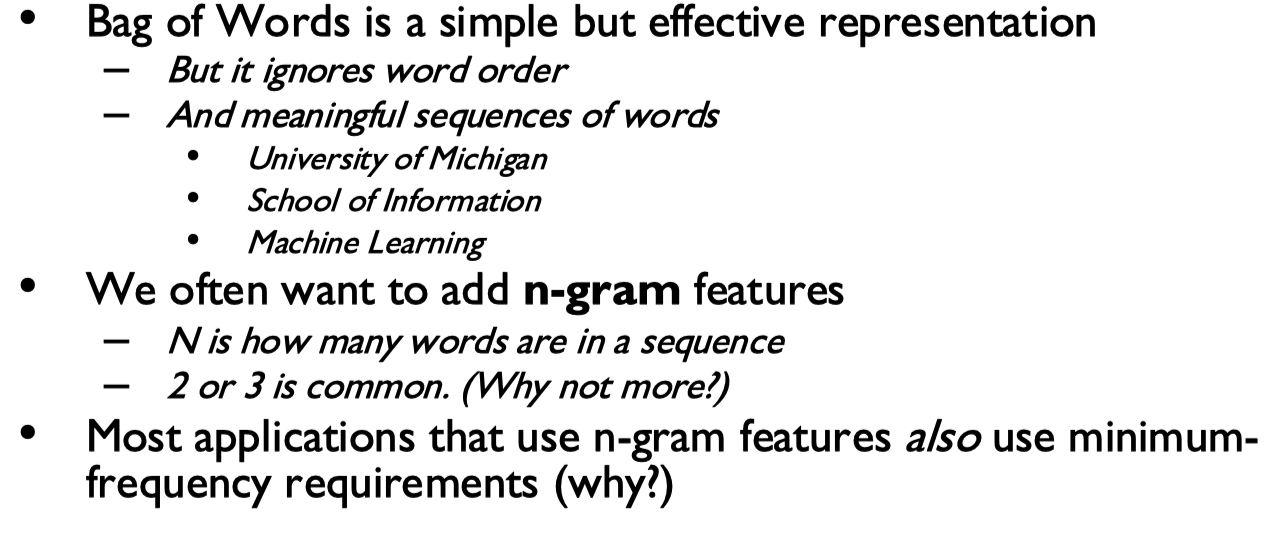 • Bag of Words is a simple but effective representation
– But it ignores word order
– And meaningful sequences of words
• University of Michigan
• School of Information
• Machine Learning
• We often want to add n-gram features
– N is how many words are in a sequence
– 2 or 3 is common. (Why not more?)
• Most applications that use n-gram features also use minimum-
frequency requirements (why?)